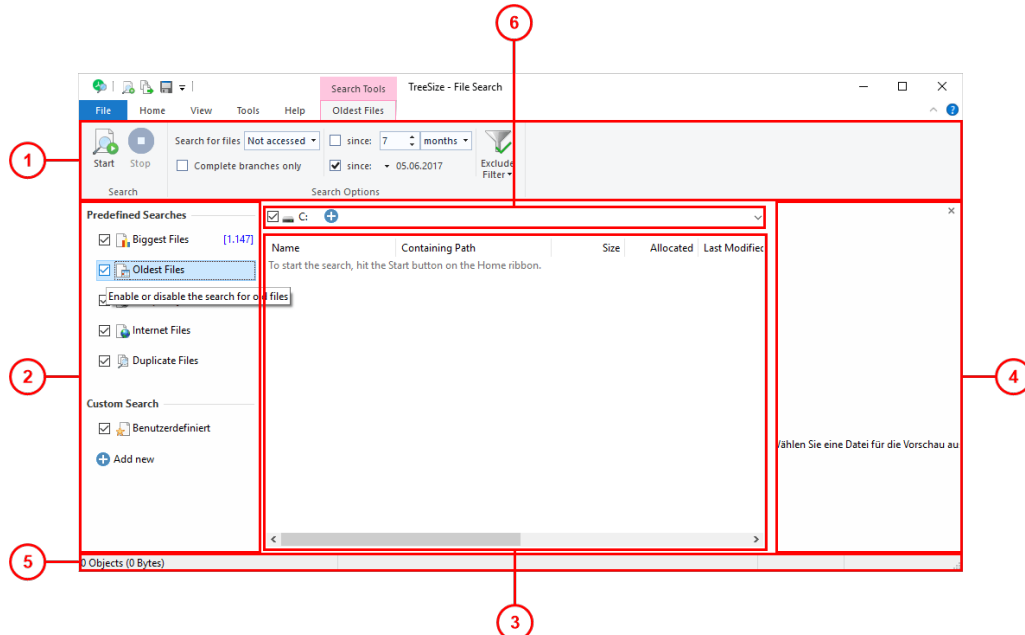 6
Search Tools TreeSize - File Search
File Home View Tools Help Oldest Files
1
Start Stop
Search
Search for files Not accessed since: 7 months
Complete branches only since: 05.06.2017
Search Options
Exclude
Filter
Predefined Searches
Biggest Files [1.147]
Oldest Files
Enable or disable the search for old files
Internet Files
Duplicate Files
2
Custom Search
Benutzerdefiniert
Add new
C:
Name Containing Path Size Allocated Last Modified
To start the search, hit the Start button on the Home ribbon.
4
Wählen Sie eine Datei für die Vorschau au
5
0 Objects (0 Bytes)
3